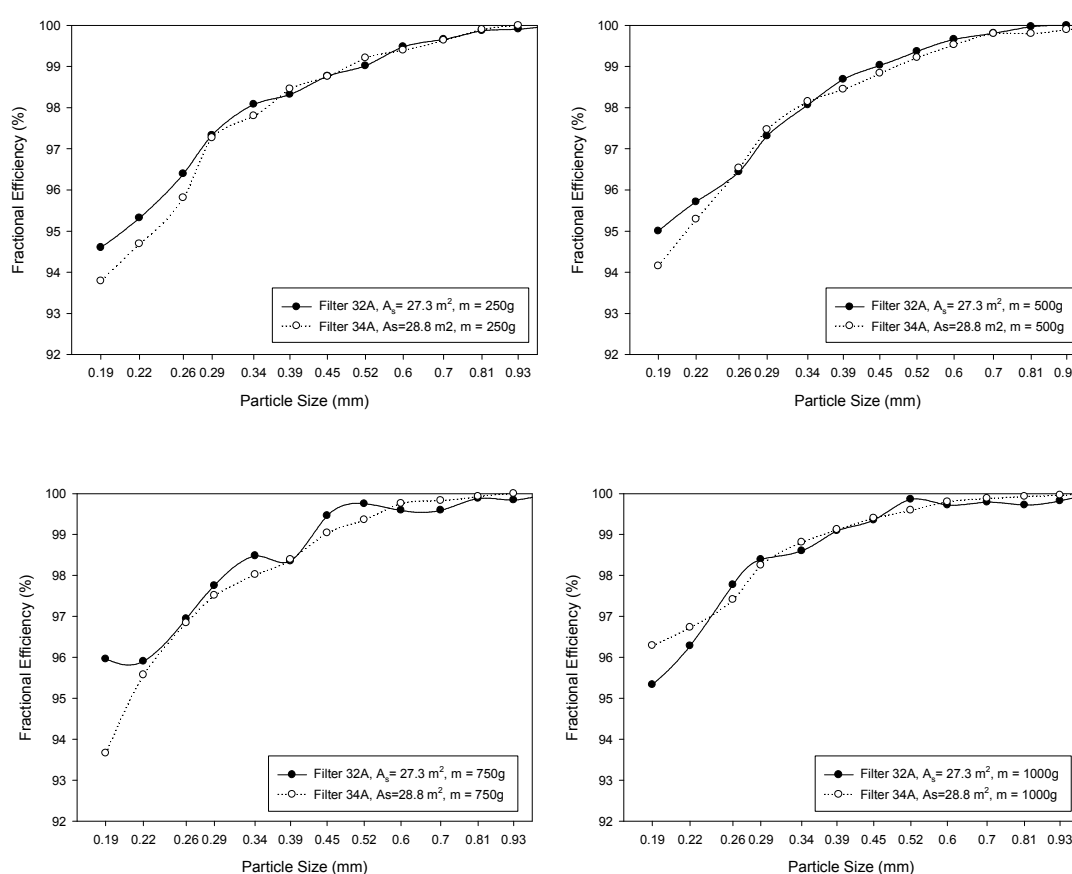 Fractional Efficiency (%)
100
99
98
97
96
95
94
93
92
Filter 32A, Aₛ= 27.3 m², m = 250g
Filter 34A, As=28.8 m2, m = 250g
0.19 0.22 0.26 0.29 0.34 0.39 0.45 0.52 0.6 0.7 0.81 0.93
Particle Size (mm)
Fractional Efficiency (%)
100
99
98
97
96
95
94
93
92
Filter 32A, Aₛ= 27.3 m², m = 500g
Filter 34A, As=28.8 m², m = 500g
0.19 0.22 0.26 0.29 0.34 0.39 0.45 0.52 0.6 0.7 0.81 0.9
Particle Size (mm)
Fractional Efficiency (%)
100
99
98
97
96
95
94
93
92
Filter 32A, Aₛ= 27.3 m², m = 750g
Filter 34A, As=28.8 m², m = 750g
0.19 0.22 0.26 0.29 0.34 0.39 0.45 0.52 0.6 0.7 0.81 0.93
Particle Size (mm)
Fractional Efficiency (%)
100
99
98
97
96
95
94
93
92
Filter 32A, Aₛ= 27.3 m², m = 1000g
Filter 34A, As=28.8 m², m = 1000g
0.19 0.22 0.26 0.29 0.34 0.39 0.45 0.52 0.6 0.7 0.81 0.93
Particle Size (mm)